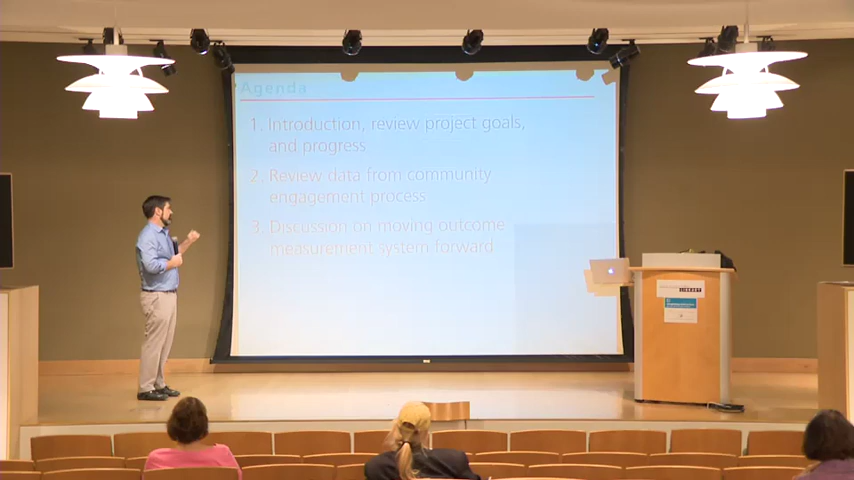 Agenda
1. Introduction, review project goals,
and progress
2. Review data from community
engagement process
3. Discussion on moving outcome
measurement system forward
LIBRARY